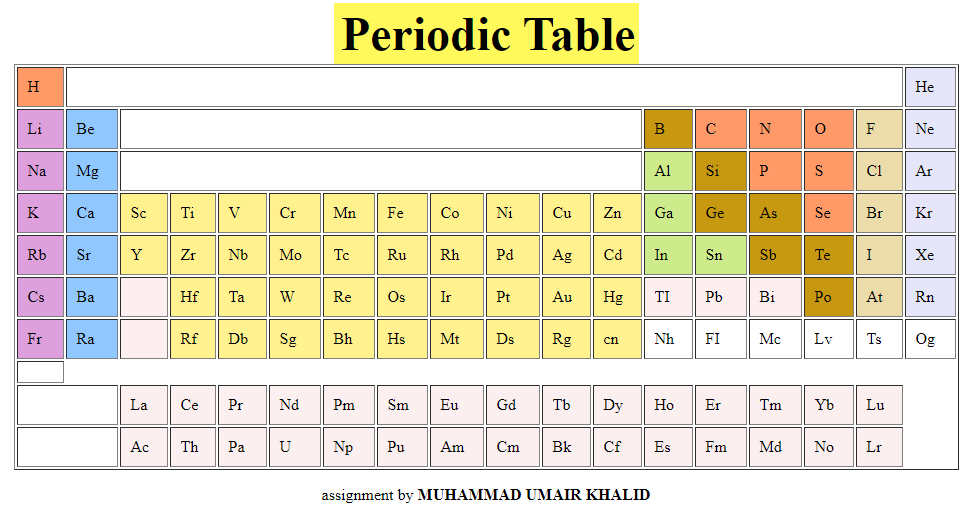 Periodic Table
H He
Li Be B C N O F Ne
Na Mg Al Si P S Cl Ar
K Ca Sc Ti V Cr Mn Fe Co Ni Cu Zn Ga Ge As Se Br Kr
Rb Sr Y Zr Nb Mo Tc Ru Rh Pd Ag Cd In Sn Sb Te I Xe
Cs Ba Hf Ta W Re Os Ir Pt Au Hg TI Pb Bi Po At Rn
Fr Ra Rf Db Sg Bh Hs Mt Ds Rg cn Nh FI Mc Lv Ts Og
La Ce Pr Nd Pm Sm Eu Gd Tb Dy Ho Er Tm Yb Lu
Ac Th Pa U Np Pu Am Cm Bk Cf Es Fm Md No Lr
assignment by MUHAMMAD UMAIR KHALID